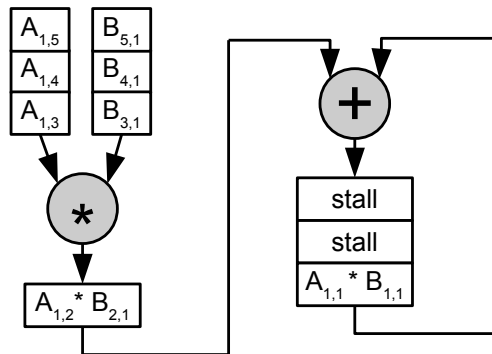 A1,5 B5,1
A1,4 B4,1
A1,3 B3,1
*
A1,2* B2,1
+
stall
stall
A1,1 * B1,1